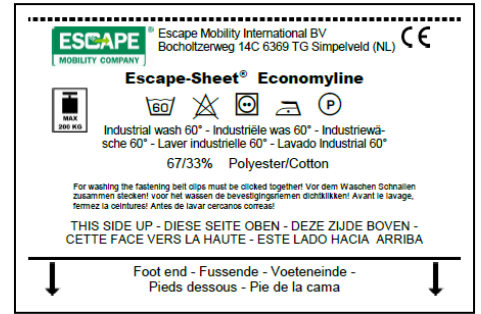 ESCAPE ®
MOBILITY COMPANY
Escape Mobility International BV
Bocholtzerweg 14C 6369 TG Simpelveld (NL)
CE
Escape-Sheet® Economyline
MAX
200 KG
60
P
Industrial wash 60° - Industriële was 60° - Industriewä-
sche 60° - Laver industrielle 60° - Lavado Industrial 60°
67/33% Polyester/Cotton
For washing the fastening belt clips must be clicked together! Vor dem Waschen Schnallen
zusammen stecken! voor het wassen de bevestigingsriemen dichtklikken! Avant le lavage,
fermez la ceintures! Antes de lavar cercanos correas!
THIS SIDE UP - DIESE SEITE OBEN - DEZE ZIJDE BOVEN -
CETTE FACE VERS LA HAUTE - ESTE LADO HACIA ARRIBA
Foot end - Fussende - Voeteneinde -
Pieds dessous - Pie de la cama